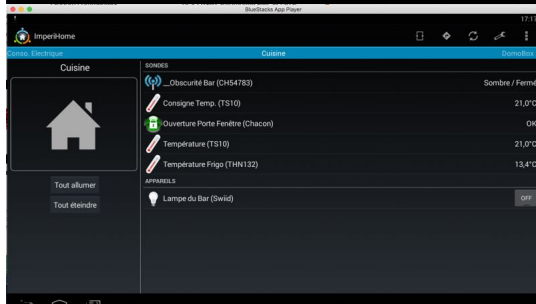 BlueStacks App Player
17:17
ImperiHome
Conso. Electrique
Cuisine
DomoBox
Cuisine
Tout allumer
Tout éteindre
SONDES
__Obscurité Bar (CH54783)
Sombre / Fermé
Consigne Temp. (TS10)
21,0°C
Ouverture Porte Fenêtre (Chacon)
OK
Température (TS10)
21,0°C
Température Frigo (THN132)
13,4°C
APPAREILS
Lampe du Bar (Swiid)
OFF